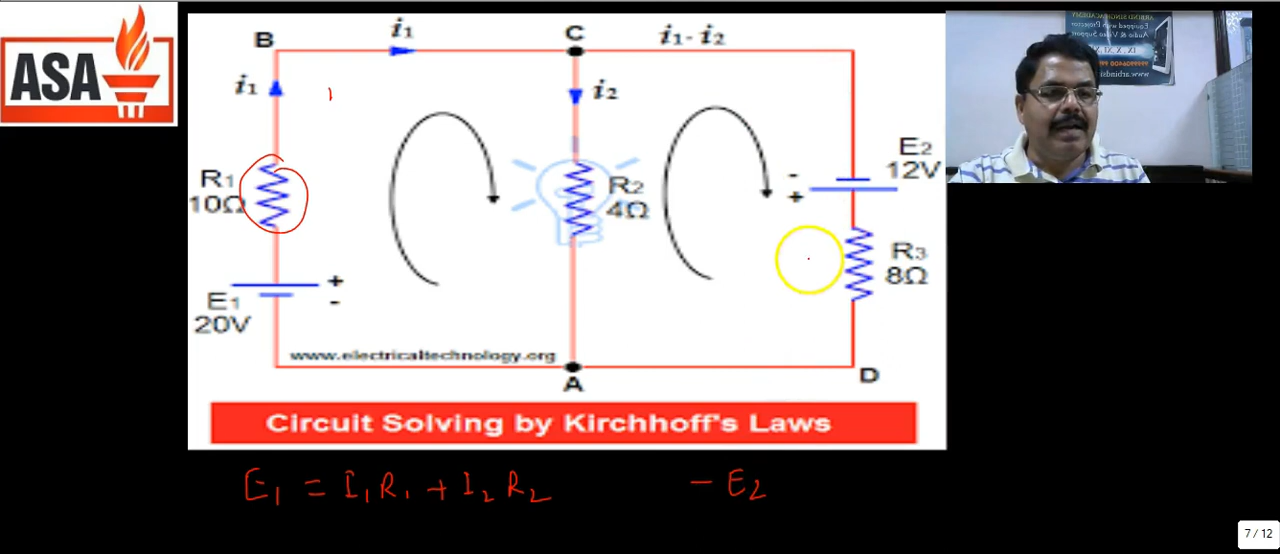 ASA
B
i₁
C
i₁- i₂
i₁
i₂
R₁
10Ω
R₂
4Ω
-
+
E₂
12V
R₃
8Ω
+
-
E₁
20V
www.electricaltechnology.org
A
D
Circuit Solving by Kirchhoff's Laws
E₁ = I₁R₁ + I₂R₂
- E₂
7 / 12